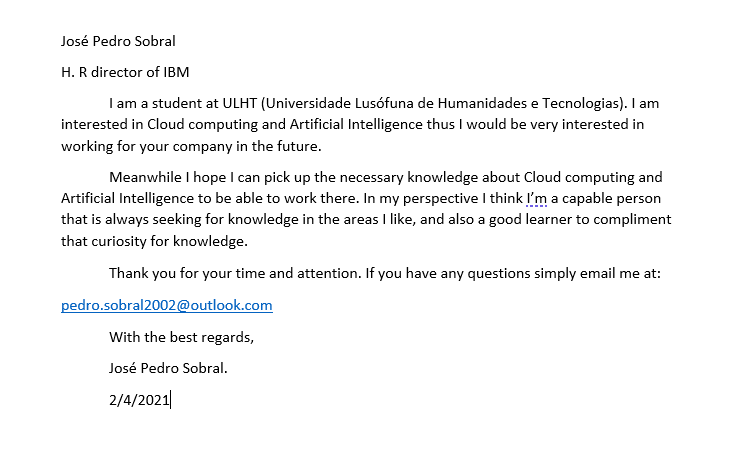 José Pedro Sobral
H. R director of IBM
I am a student at ULHT (Universidade Lusófuna de Humanidades e Tecnologias). I am
interested in Cloud computing and Artificial Intelligence thus I would be very interested in
working for your company in the future.
Meanwhile I hope I can pick up the necessary knowledge about Cloud computing and
Artificial Intelligence to be able to work there. In my perspective I think I’m a capable person
that is always seeking for knowledge in the areas I like, and also a good learner to compliment
that curiosity for knowledge.
Thank you for your time and attention. If you have any questions simply email me at:
pedro.sobral2002@outlook.com
With the best regards,
José Pedro Sobral.
2/4/2021